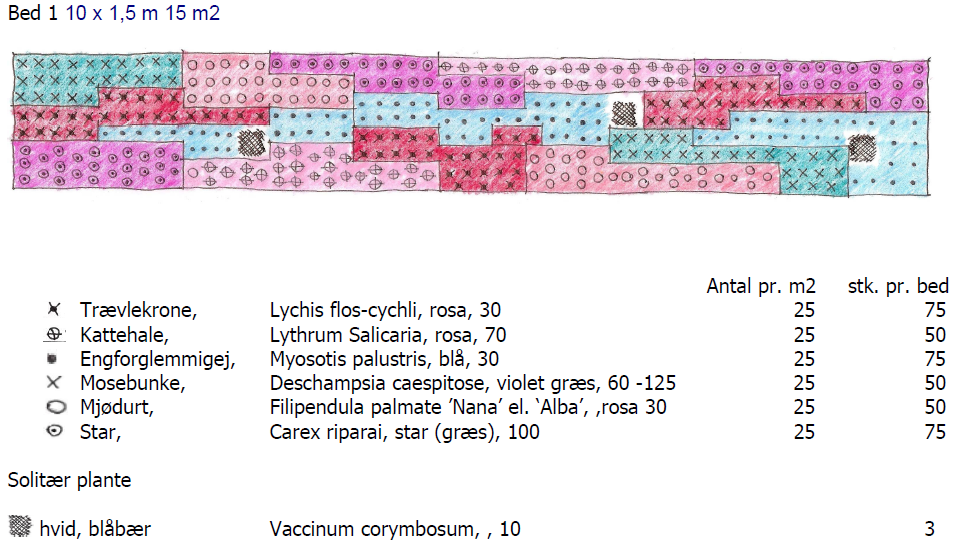 Bed 1 10 x 1,5 m 15 m2
Antal pr. m2 stk. pr. bed
Trævlekrone, Lychis flos-cychli, rosa, 30 25 75
Kattehale, Lythrum Salicaria, rosa, 70 25 50
Engforglemmigej, Myosotis palustris, blå, 30 25 75
Mosebunke, Deschampsia caespitose, violet græs, 60 -125 25 50
Mjødurt, Filipendula palmate ’Nana’ el. ‘Alba’, ,rosa 30 25 50
Star, Carex riparai, star (græs), 100 25 75
Solitær plante
hvid, blåbær Vaccinum corymbosum, , 10 3